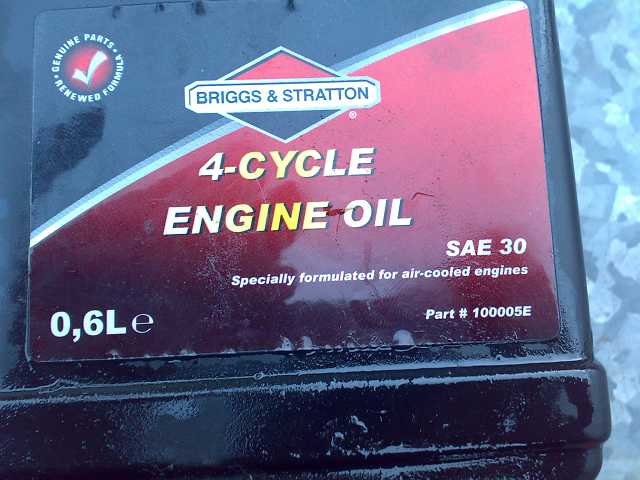 GENUINE PARTS • RENEWED FORMULA •
BRIGGS & STRATTON
®
4-CYCLE
ENGINE OIL
SAE 30
Specially formulated for air-cooled engines
0,6L ℮
Part # 100005E